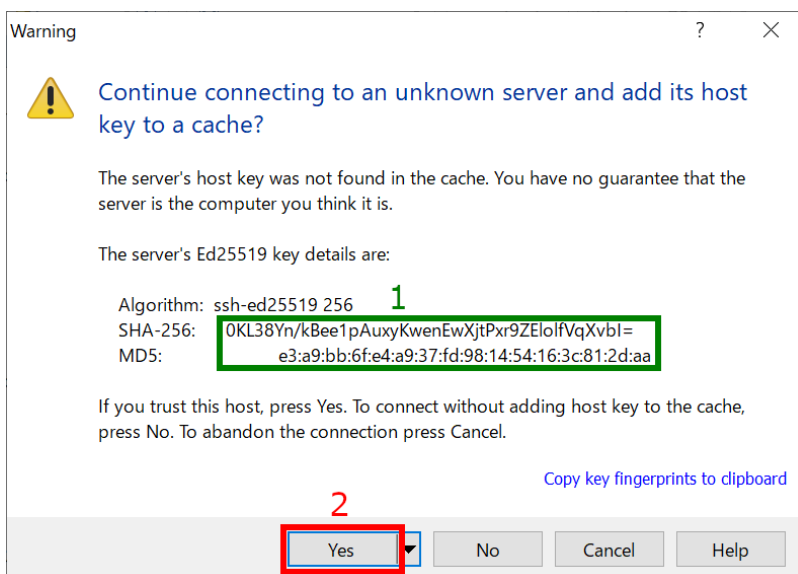 Warning
?
Continue connecting to an unknown server and add its host
key to a cache?
The server's host key was not found in the cache. You have no guarantee that the
server is the computer you think it is.
The server's Ed25519 key details are:
1
Algorithm: ssh-ed25519 256
SHA-256: 0KL38Yn/kBee1pAuxyKwenEwXjtPxr9ZElolfVqXvbI=
MD5: e3:a9:bb:6f:e4:a9:37:fd:98:14:54:16:3c:81:2d:aa
If you trust this host, press Yes. To connect without adding host key to the cache,
press No. To abandon the connection press Cancel.
Copy key fingerprints to clipboard
2
Yes No Cancel Help